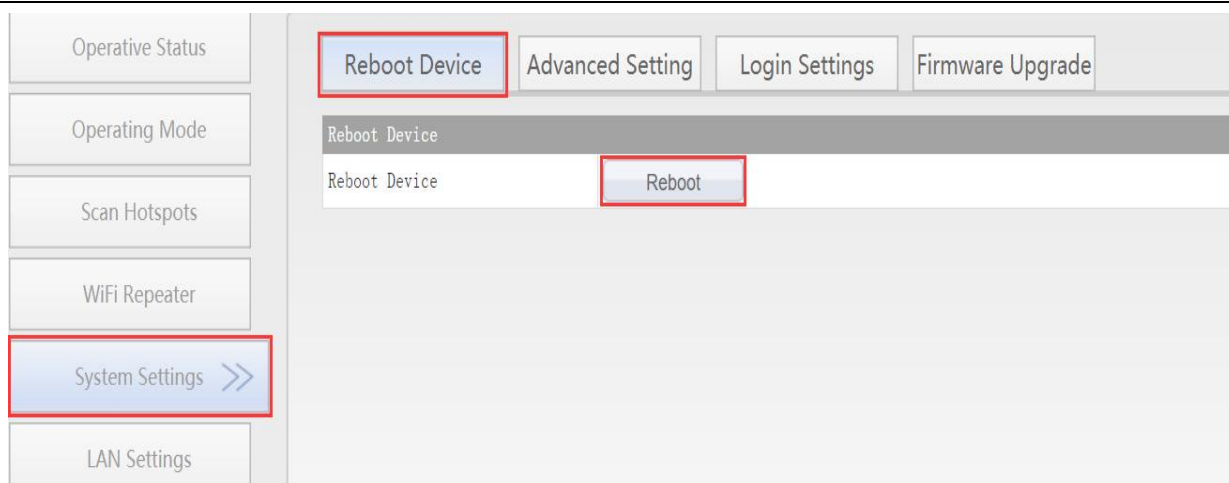 Operative Status
Operating Mode
Scan Hotspots
WiFi Repeater
System Settings
LAN Settings
Reboot Device Advanced Setting Login Settings Firmware Upgrade
Reboot Device
Reboot Device Reboot